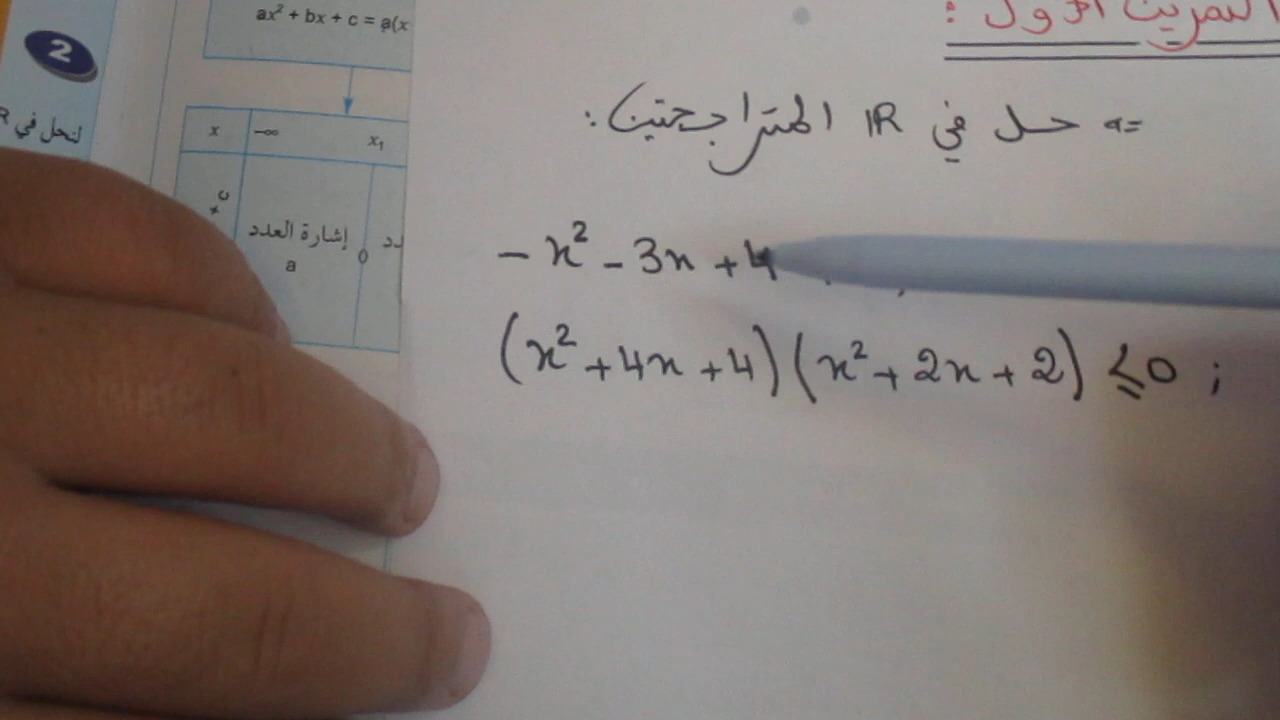 ax² + bx + c = a(x
2
لنحل في R
x -∞ x₁
إشارة العدد
a
0
التمرين الأول :
حل في IR المتراجحتين :
- x² - 3x + 4
(x² + 4x + 4)(x² + 2x + 2) ≤ 0 ;